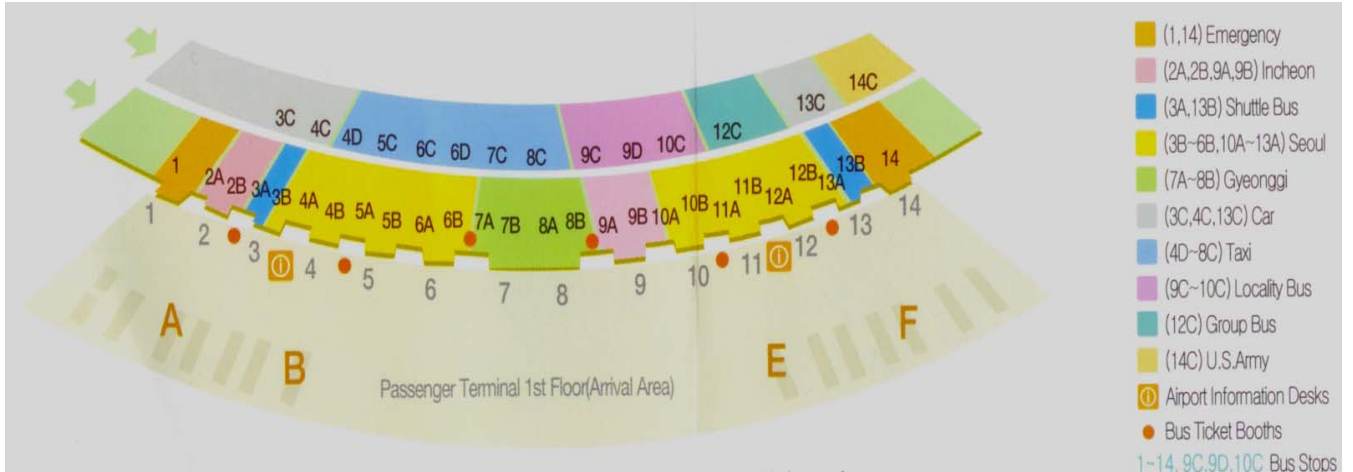 3C 4C 4D 5C 6C 6D 7C 8C 9C 9D 10C 12C 13C 14C
1 2A 2B 3A 3B 4A 4B 5A 5B 6A 6B 7A 7B 8A 8B 9A 9B 10A 10B 11A 11B 12A 12B 13A 13B 14
1 2 3 4 5 6 7 8 9 10 11 12 13 14
A B E F
Passenger Terminal 1st Floor(Arrival Area)
(1,14) Emergency
(2A,2B,9A,9B) Incheon
(3A,13B) Shuttle Bus
(3B~6B,10A~13A) Seoul
(7A~8B) Gyeonggi
(3C,4C,13C) Car
(4D~8C) Taxi
(9C~10C) Locality Bus
(12C) Group Bus
(14C) U.S.Army
Airport Information Desks
Bus Ticket Booths
1~14, 9C,9D,10C Bus Stops